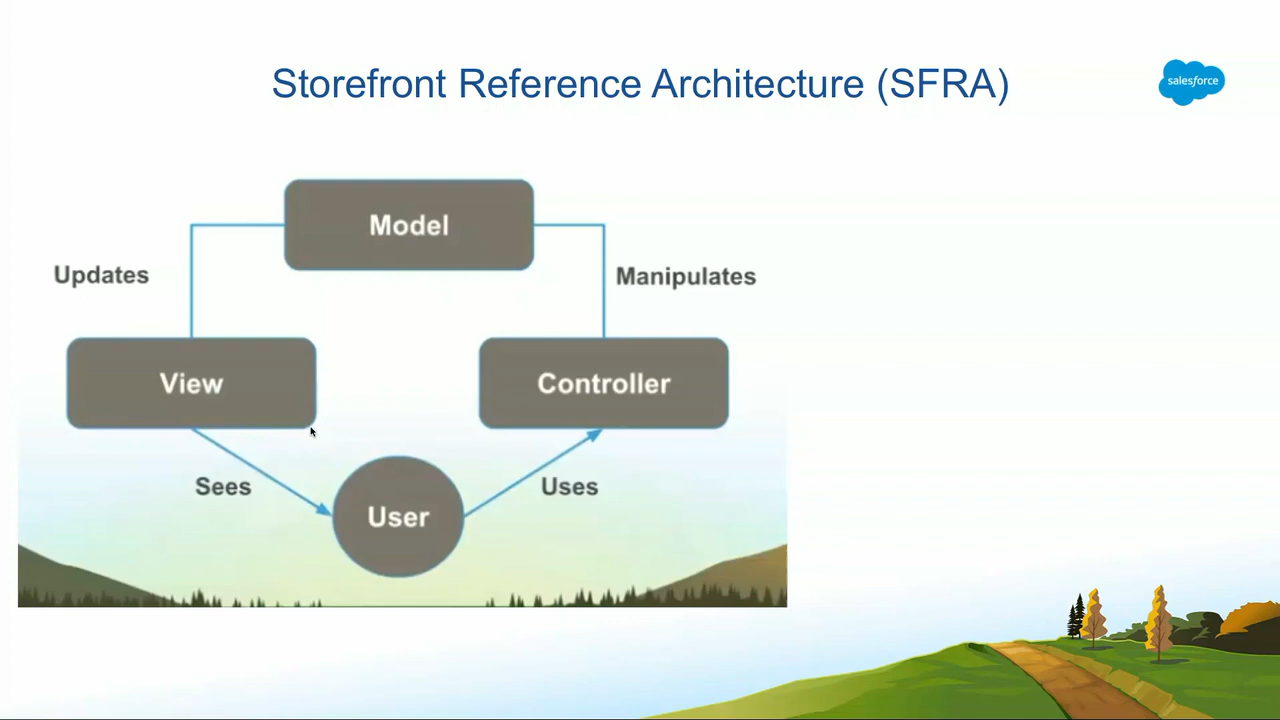 Storefront Reference Architecture (SFRA)
salesforce
Model
Updates
Manipulates
View
Controller
Sees
Uses
User